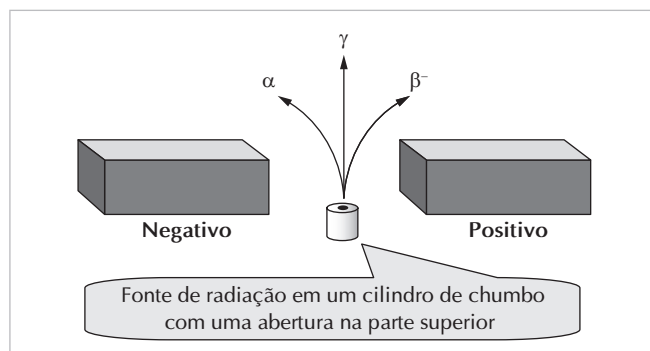 γ
α
β⁻
Negativo
Positivo
Fonte de radiação em um cilindro de chumbo
com uma abertura na parte superior